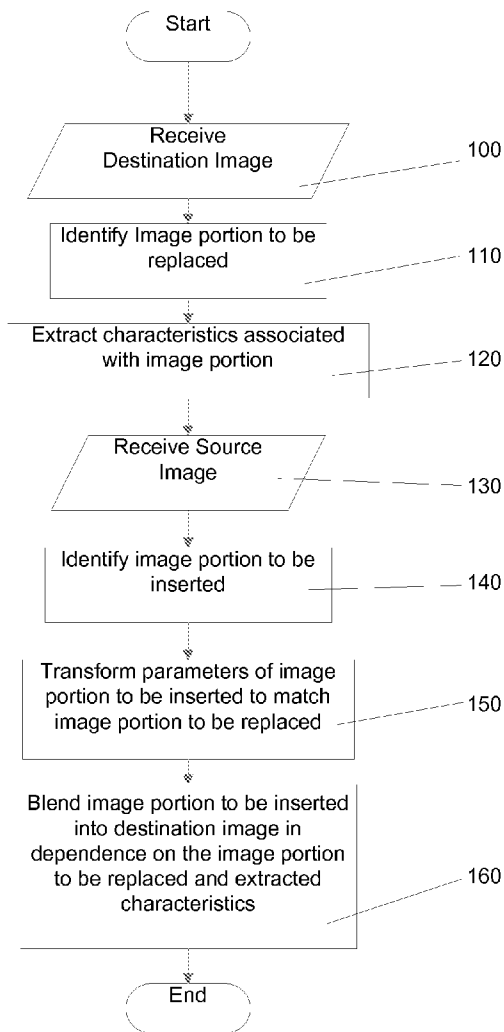 Start
Receive
Destination Image
100
Identify Image portion to be
replaced
110
Extract characteristics associated
with image portion
120
Receive Source
Image
130
Identify image portion to be
inserted
140
Transform parameters of image
portion to be inserted to match
image portion to be replaced
150
Blend image portion to be inserted
into destination image in
dependence on the image portion
to be replaced and extracted
characteristics
160
End